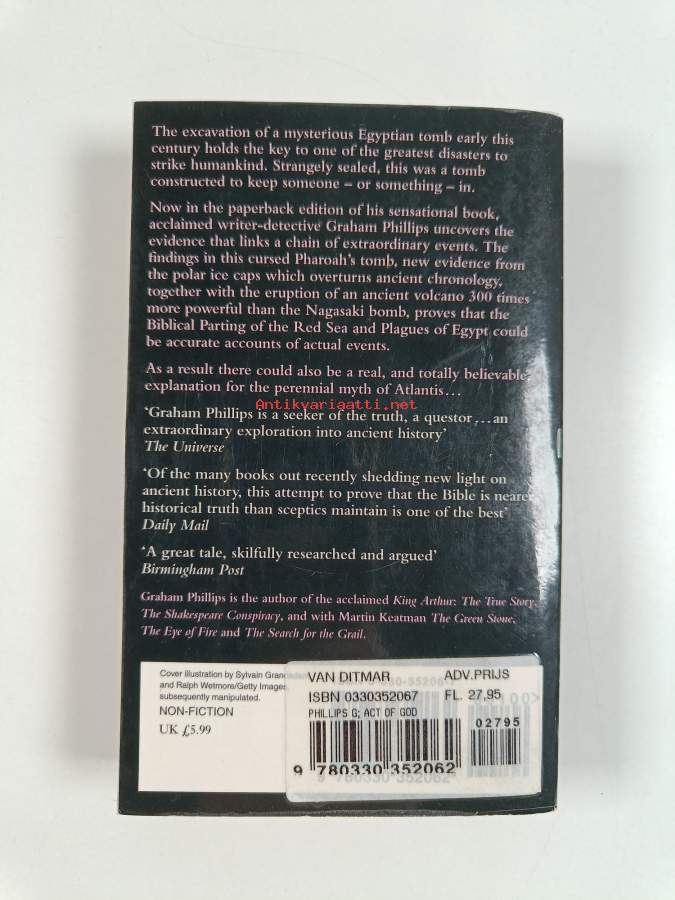 The excavation of a mysterious Egyptian tomb early this
century holds the key to one of the greatest disasters to
strike humankind. Strangely sealed, this was a tomb
constructed to keep someone – or something – in.
Now in the paperback edition of his sensational book,
acclaimed writer-detective Graham Phillips uncovers the
evidence that links a chain of extraordinary events. The
findings in this cursed Pharoah's tomb, new evidence from
the polar ice caps which overturns ancient chronology,
together with the eruption of an ancient volcano 300 times
more powerful than the Nagasaki bomb, proves that the
Biblical Parting of the Red Sea and Plagues of Egypt could
be accurate accounts of actual events.
As a result there could also be a real, and totally believable,
explanation for the perennial myth of Atlantis…
Antikvariaatti.net
'Graham Phillips is a seeker of the truth, a questor…an
extraordinary exploration into ancient history'
The Universe
'Of the many books out recently shedding new light on
ancient history, this attempt to prove that the Bible is nearer
historical truth than sceptics maintain is one of the best'
Daily Mail
'A great tale, skilfully researched and argued'
Birmingham Post
Graham Phillips is the author of the acclaimed King Arthur: The True Story,
The Shakespeare Conspiracy, and with Martin Keatman The Green Stone,
The Eye of Fire and The Search for the Grail.
Cover illustration by Sylvain
and Ralph Wetmore/Getty Images,
subsequently manipulated.
NON-FICTION
UK £5.99
VAN DITMAR ADV.PRIJS
ISBN 0330352067 FL. 27,95
PHILLIPS G; ACT OF GOD
02795
9 780330 352062